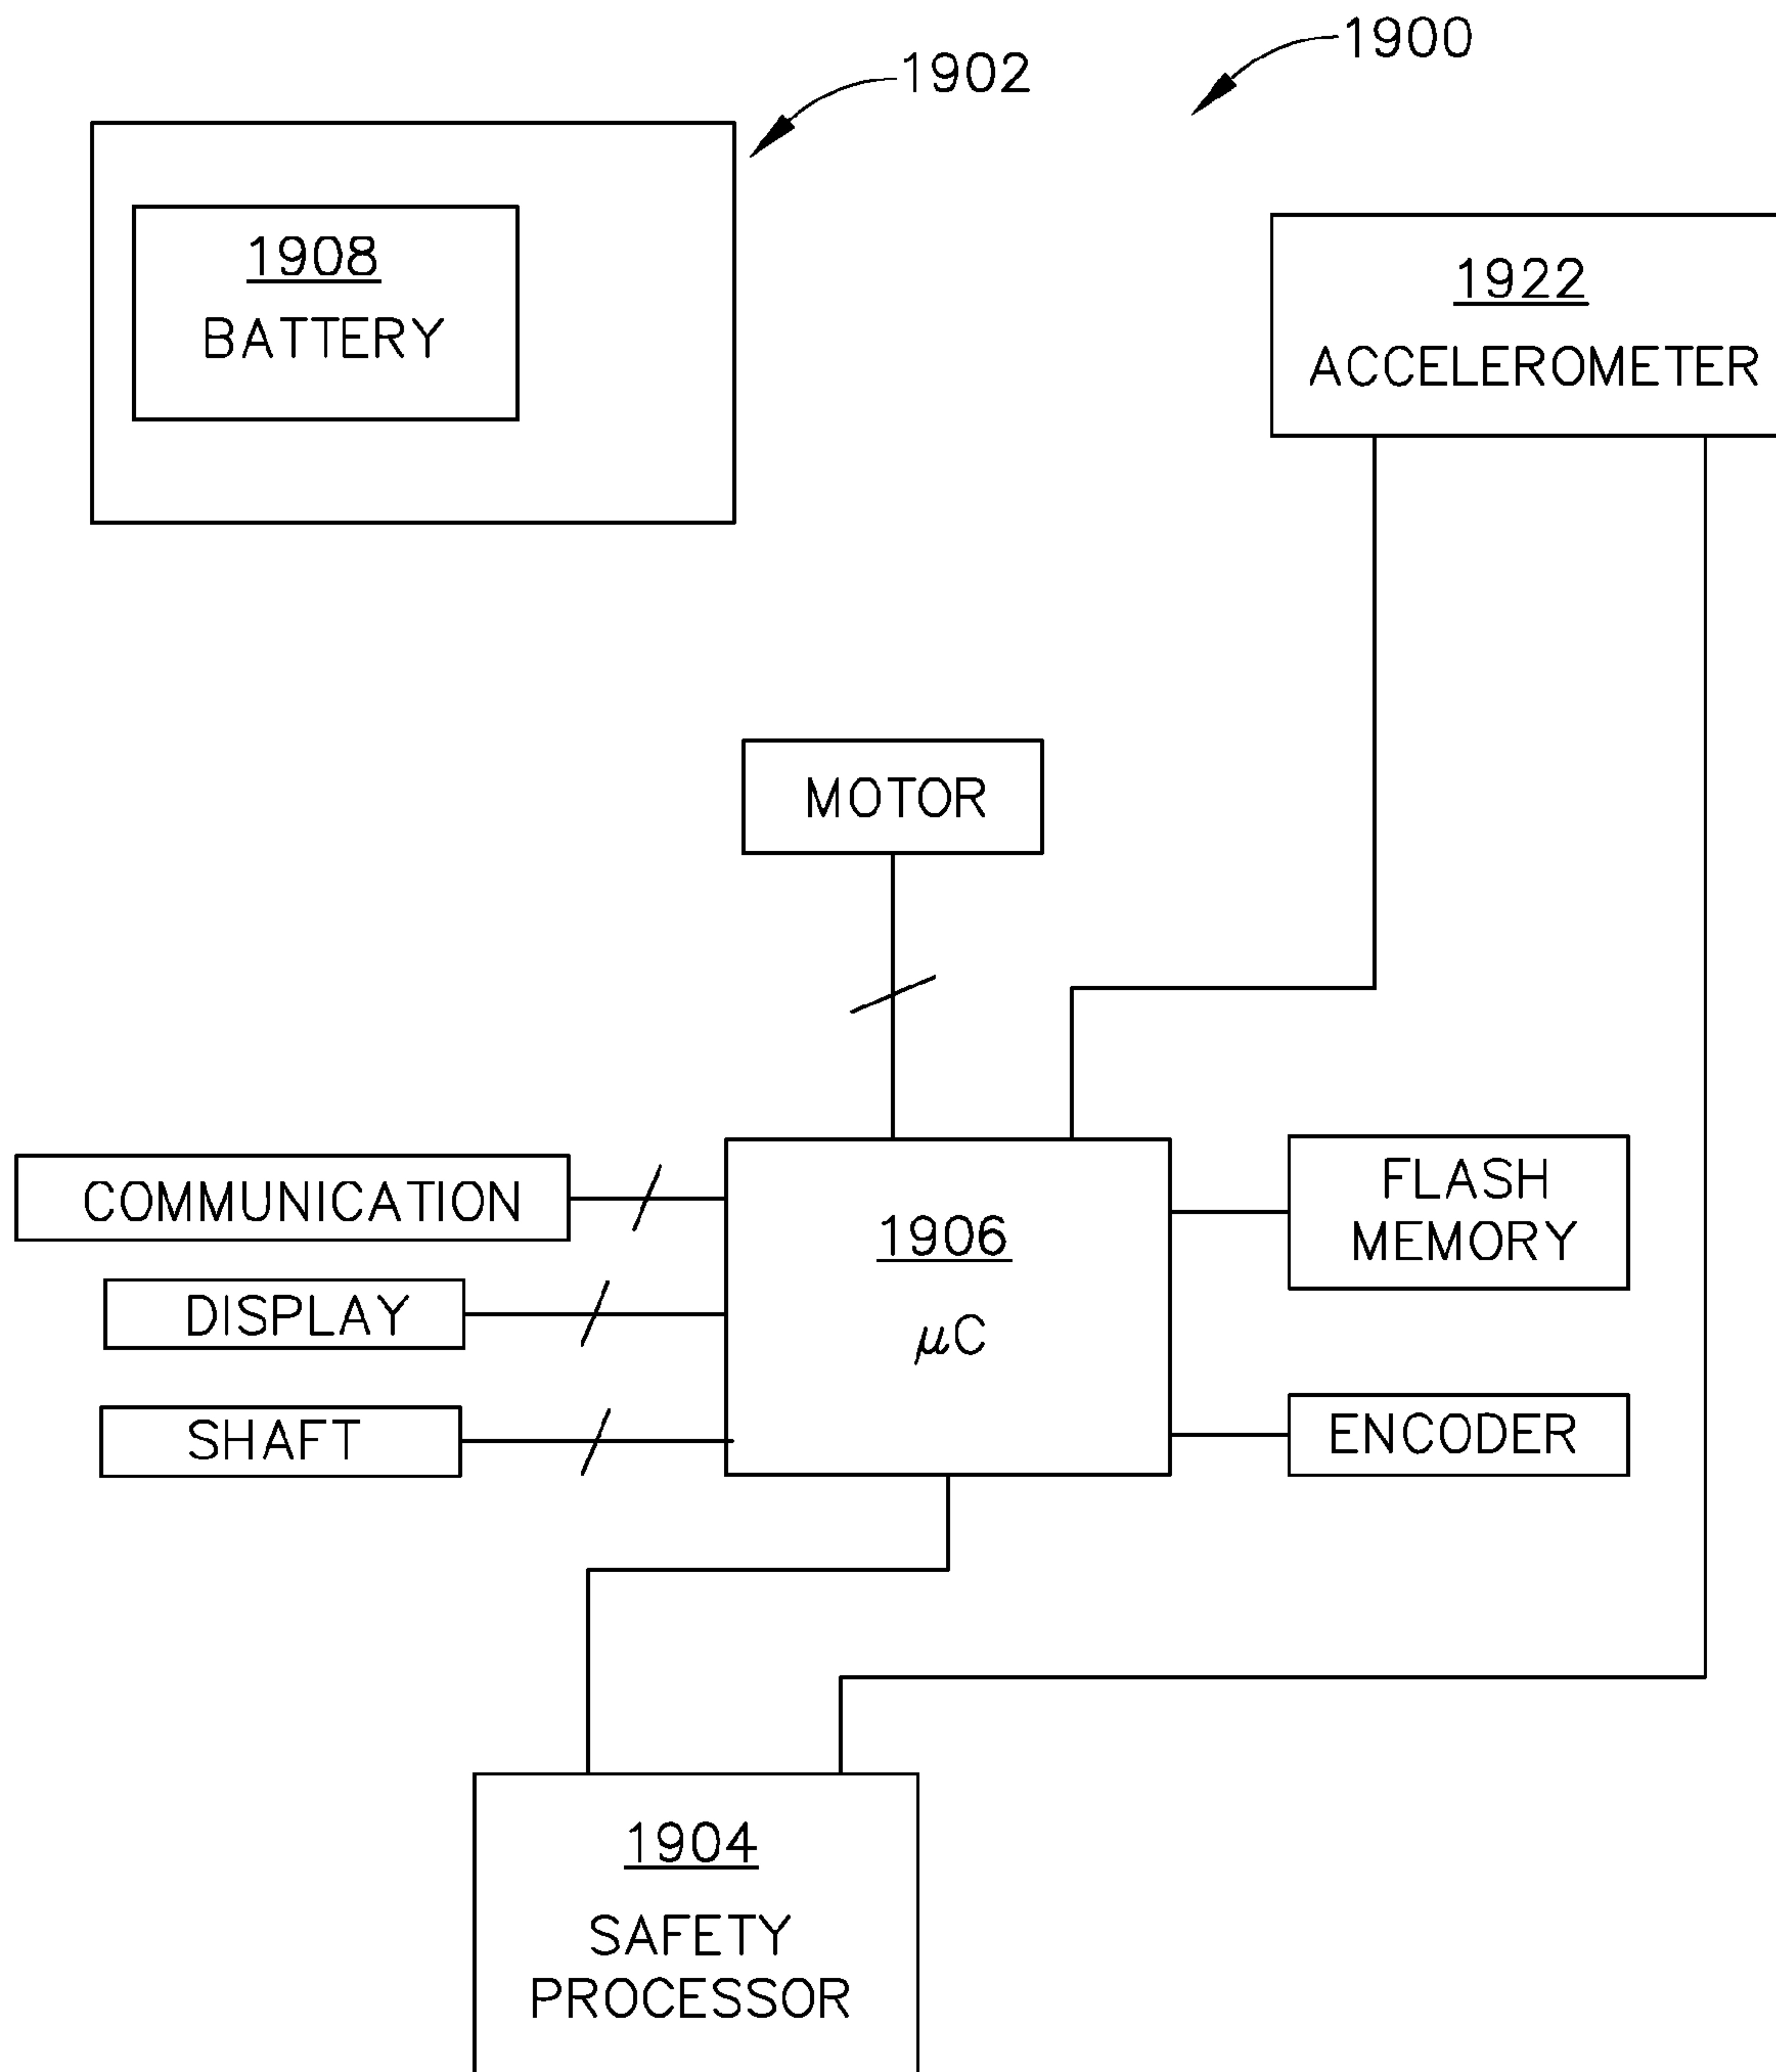 1900
1902
1908
BATTERY
1922
ACCELEROMETER
MOTOR
COMMUNICATION
DISPLAY
SHAFT
1906
μC
FLASH
MEMORY
ENCODER
1904
SAFETY
PROCESSOR